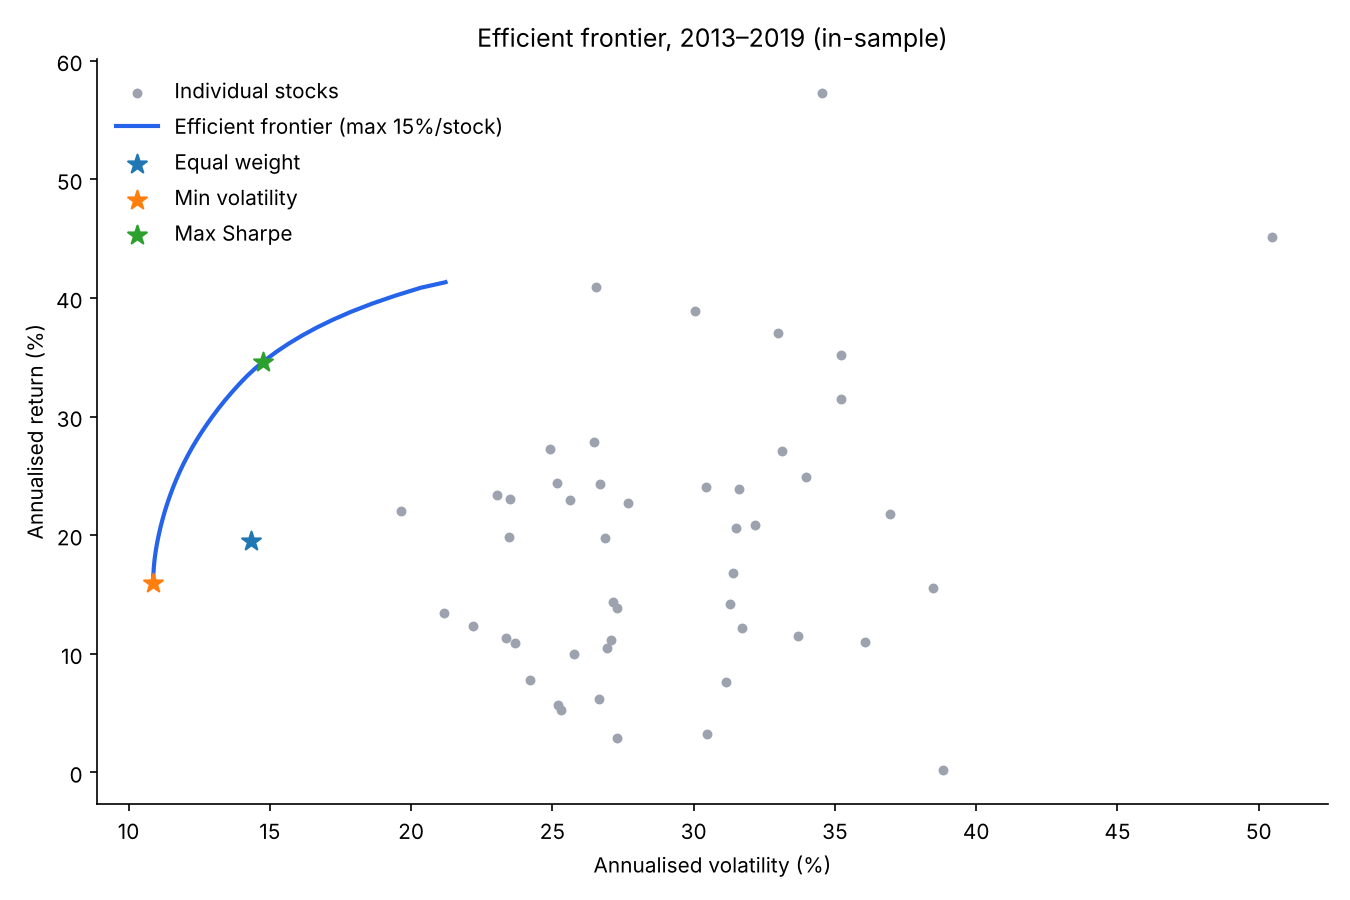 Efficient frontier, 2013–2019 (in-sample)
Individual stocks
Efficient frontier (max 15%/stock)
Equal weight
Min volatility
Max Sharpe
Annualised return (%)
60
50
40
30
20
10
0
10 15 20 25 30 35 40 45 50
Annualised volatility (%)